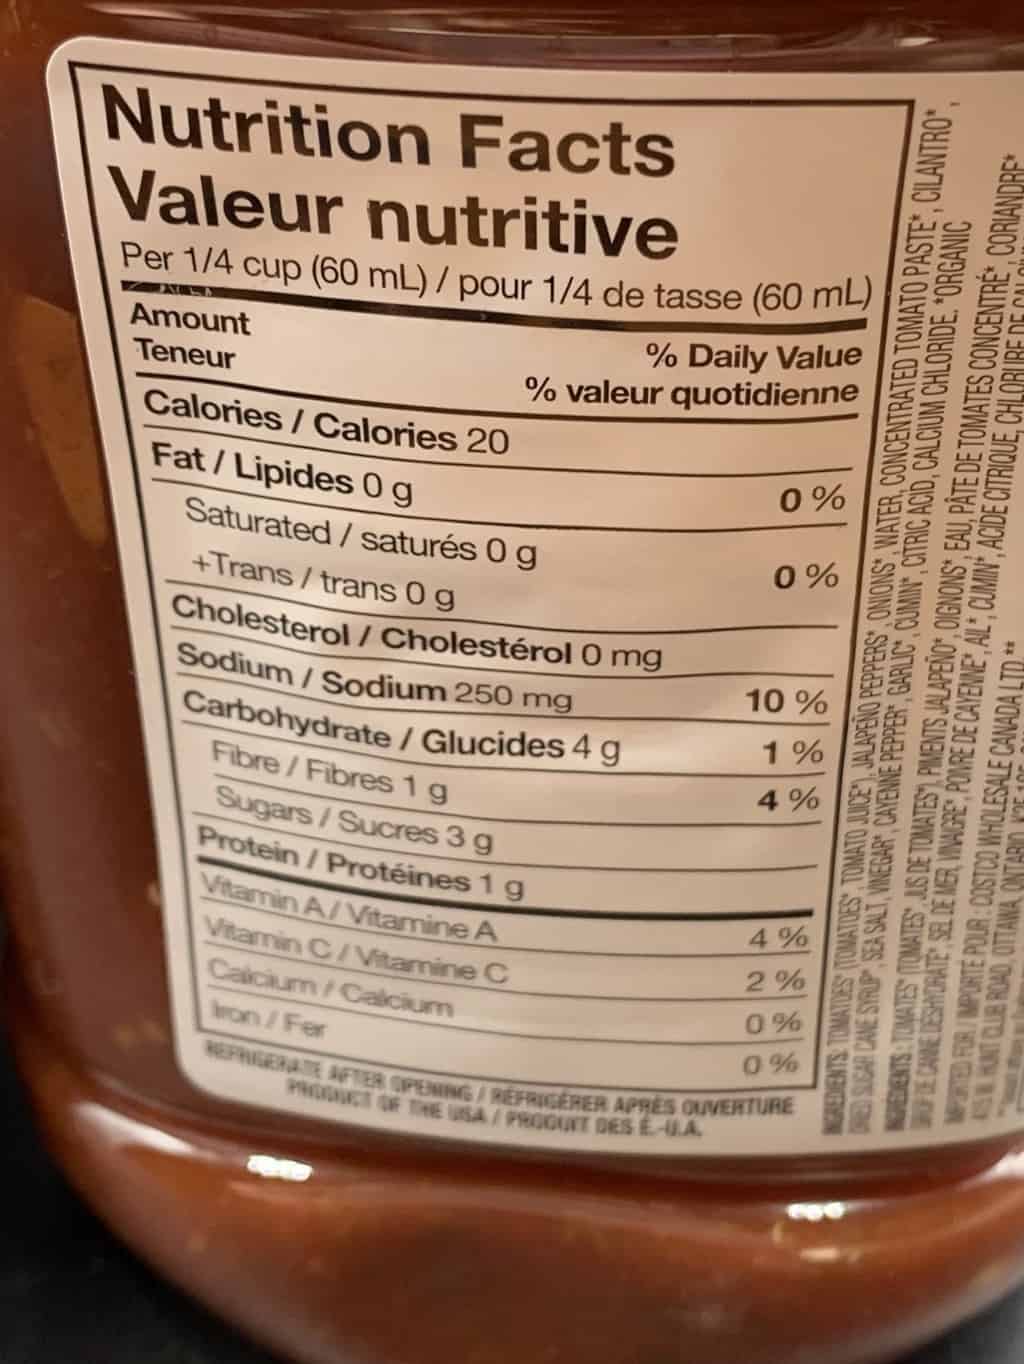 Nutrition Facts
Valeur nutritive
Per 1/4 cup (60 mL) / pour 1/4 de tasse (60 mL)
Amount
Teneur
% Daily Value
% valeur quotidienne
Calories / Calories 20
Fat / Lipides 0 g 0 %
Saturated / saturés 0 g
+Trans / trans 0 g 0 %
Cholesterol / Cholestérol 0 mg
Sodium / Sodium 250 mg 10 %
Carbohydrate / Glucides 4 g 1 %
Fibre / Fibres 1 g 4 %
Sugars / Sucres 3 g
Protein / Protéines 1 g
Vitamin A / Vitamine A 4 %
Vitamin C / Vitamine C 2 %
Calcium / Calcium 0 %
Iron / Fer 0 %
REFRIGERATE AFTER OPENING / RÉFRIGÉRER APRÈS OUVERTURE
PRODUCT OF THE USA / PRODUIT DES É.-U.A.
INGREDIENTS: TOMATOES* (TOMATOES*, TOMATO JUICE*), JALAPEÑO PEPPERS*, ONIONS*, WATER, CONCENTRATED TOMATO PASTE*, CILANTRO*,
DRIED SUGAR CANE SYRUP*, SEA SALT, VINEGAR*, CAYENNE PEPPER*, GARLIC*, CUMIN*, CITRIC ACID, CALCIUM CHLORIDE. *ORGANIC
INGRÉDIENTS : TOMATES* (TOMATES*, JUS DE TOMATES*), PIMENTS JALAPEÑO*, OIGNONS*, EAU, PÂTE DE TOMATES CONCENTRÉ*, CORIANDRE*
SIROP DE CANNE DÉSHYDRATÉ*, SEL DE MER, VINAIGRE*, POIVRE DE CAYENNE*, AIL*, CUMIN*, ACIDE CITRIQUE, CHLORURE DE
IMPORTED FOR / IMPORTÉ POUR : COSTCO WHOLESALE CANADA LTD.**
415 W. HUNT CLUB ROAD, OTTAWA, ONTARIO